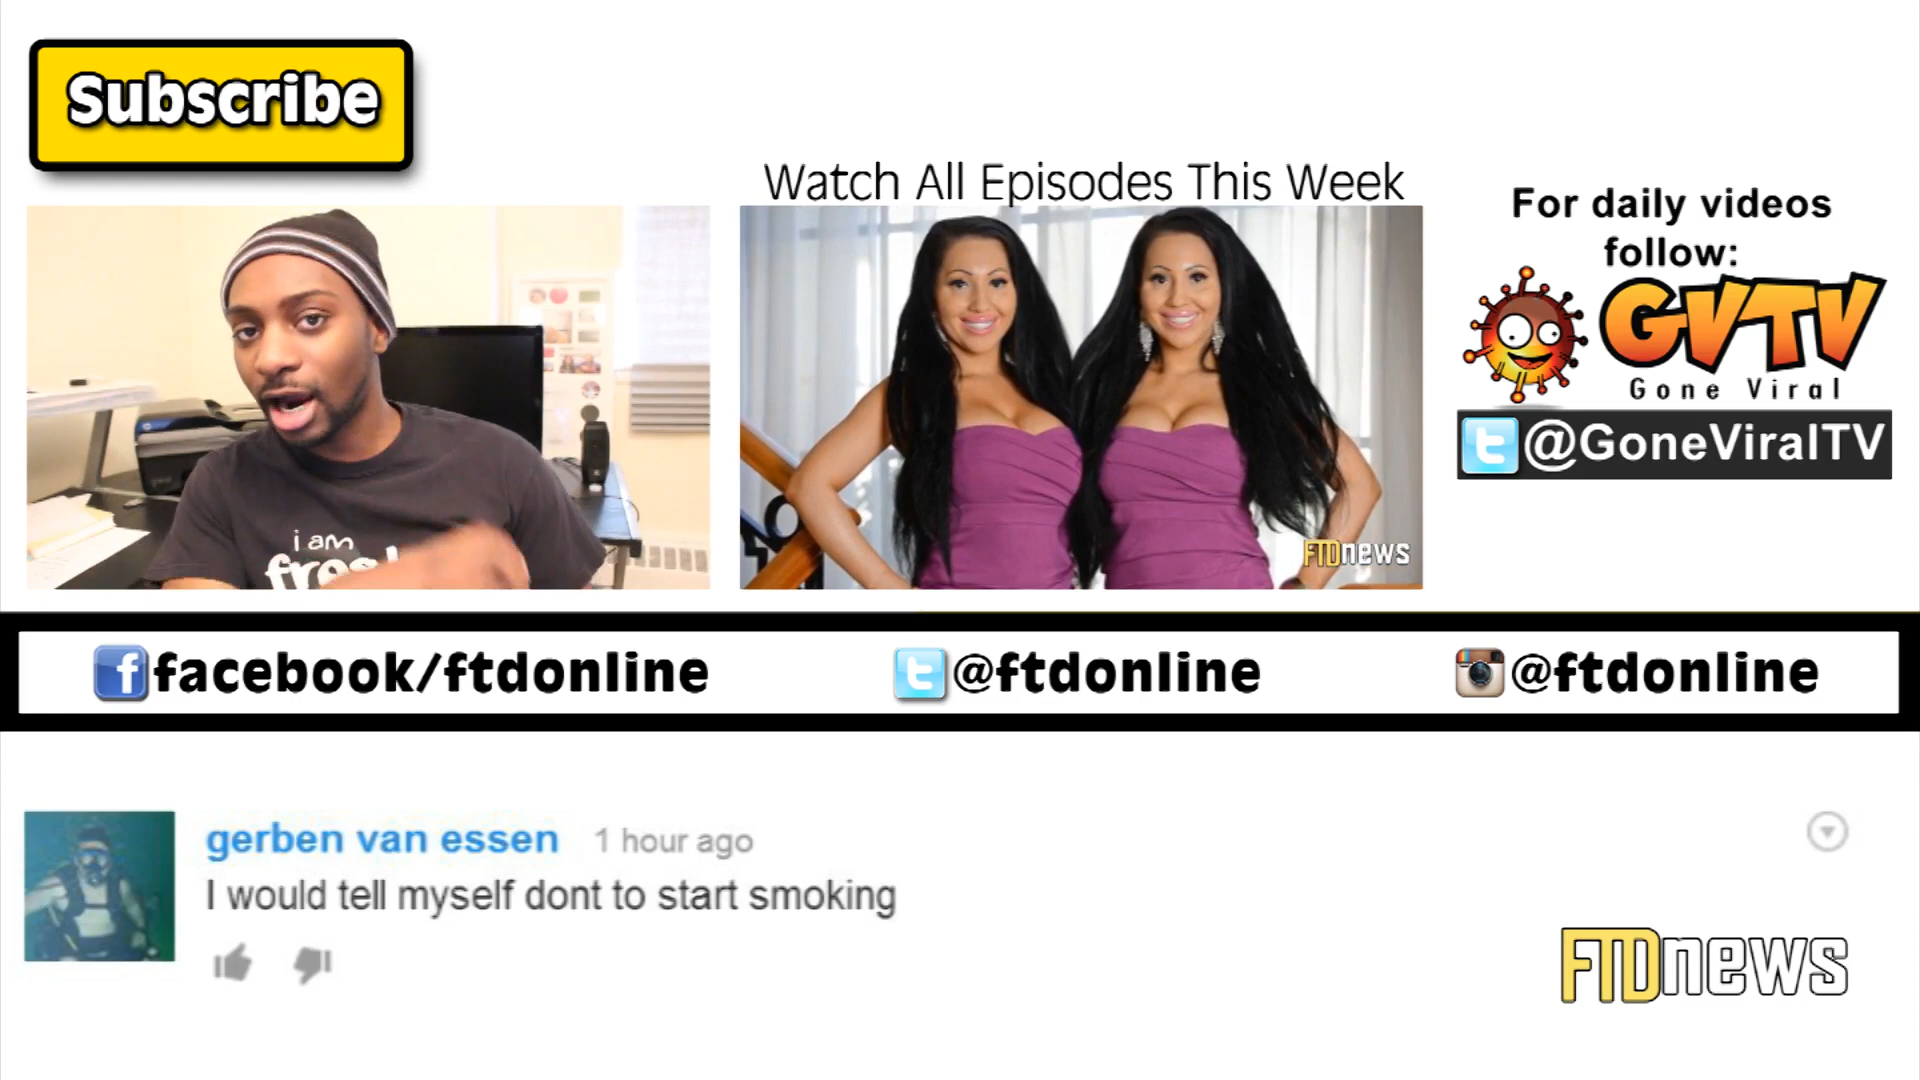 Subscribe
Watch All Episodes This Week
For daily videos
follow:
GVTV
Gone Viral
@GoneViralTV
i am
fres
FTDnews
facebook/ftdonline
@ftdonline
@ftdonline
gerben van essen 1 hour ago
I would tell myself dont to start smoking
FTDnews